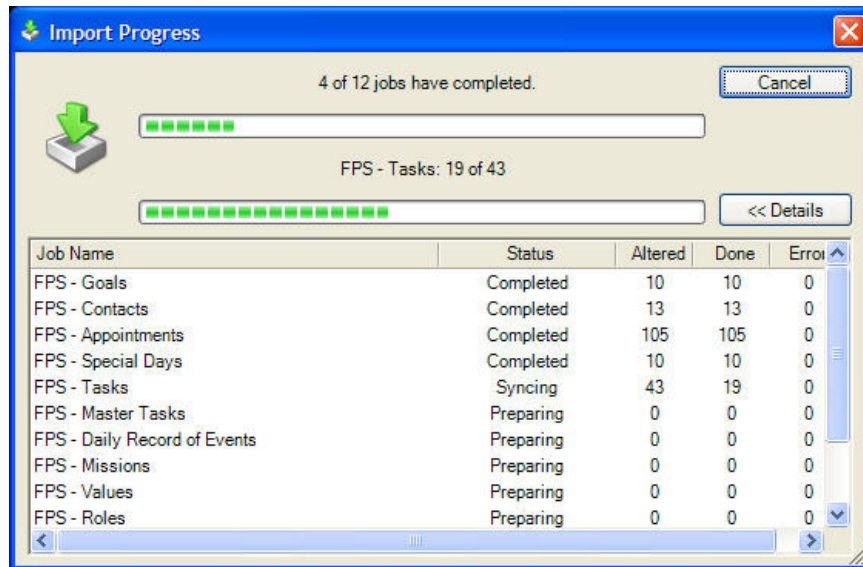 Import Progress
4 of 12 jobs have completed.
Cancel
FPS - Tasks: 19 of 43
<< Details
Job Name Status Altered Done Error
FPS - Goals Completed 10 10 0
FPS - Contacts Completed 13 13 0
FPS - Appointments Completed 105 105 0
FPS - Special Days Completed 10 10 0
FPS - Tasks Syncing 43 19 0
FPS - Master Tasks Preparing 0 0 0
FPS - Daily Record of Events Preparing 0 0 0
FPS - Missions Preparing 0 0 0
FPS - Values Preparing 0 0 0
FPS - Roles Preparing 0 0 0